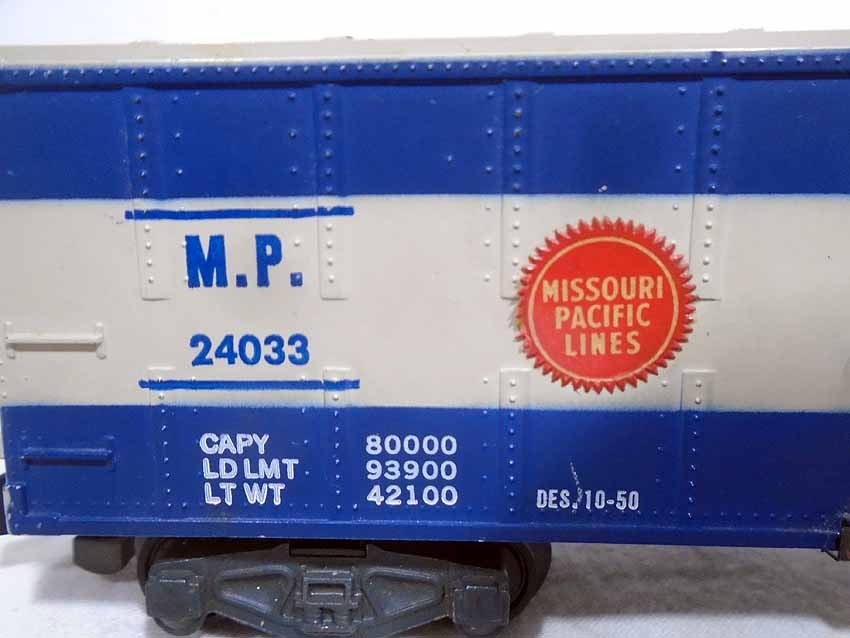 M.P.
24033
MISSOURI
PACIFIC
LINES
CAPY 80000
LD LMT 93900
LT WT 42100
DES. 10-50